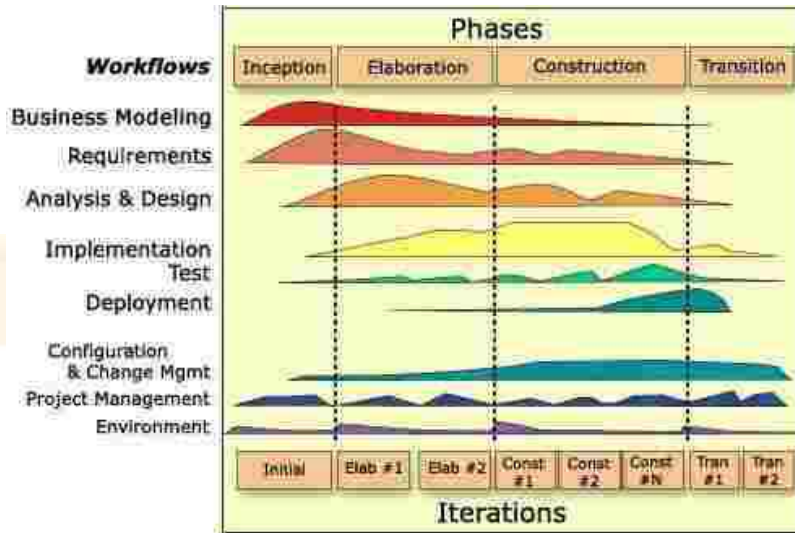 Phases
Workflows
Inception
Elaboration
Construction
Transition
Business Modeling
Requirements
Analysis & Design
Implementation
Test
Deployment
Configuration
& Change Mgmt
Project Management
Environment
Initial
Elab #1
Elab #2
Const
#1
Const
#2
Const
#N
Tran
#1
Tran
#2
Iterations